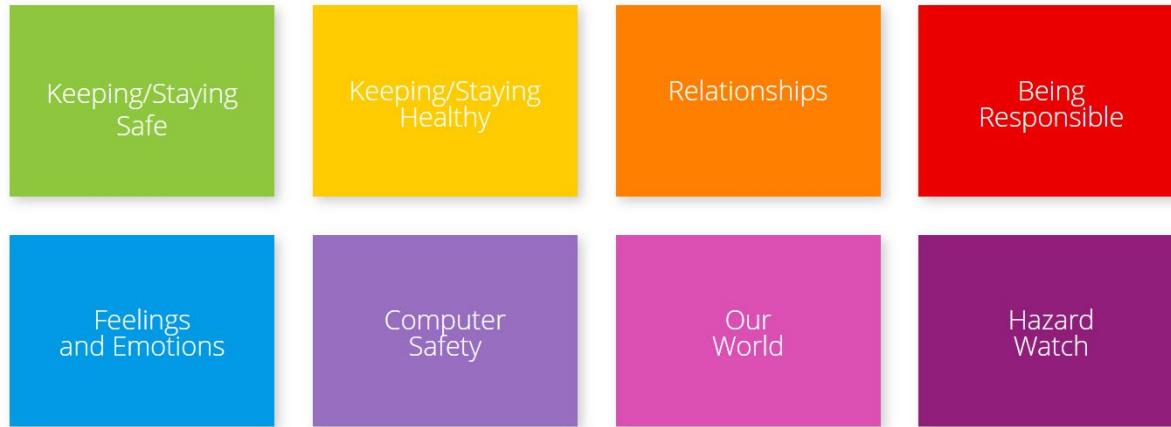 Keeping/Staying
Safe
Keeping/Staying
Healthy
Relationships
Being
Responsible
Feelings
and Emotions
Computer
Safety
Our
World
Hazard
Watch